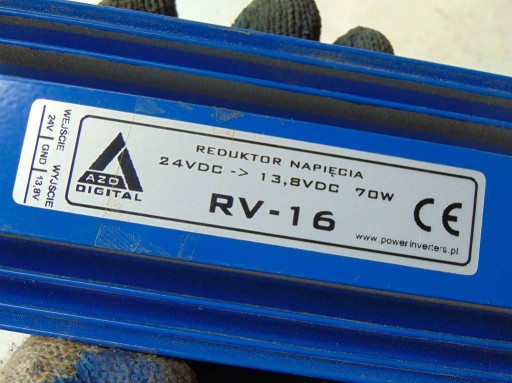 WEJŚCIE WYJŚCIE
24V GND 13,8V
AZO
DIGITAL
REDUKTOR NAPIĘCIA
24VDC -> 13,8VDC 70W
RV-16
CE
www.powerinverters.pl